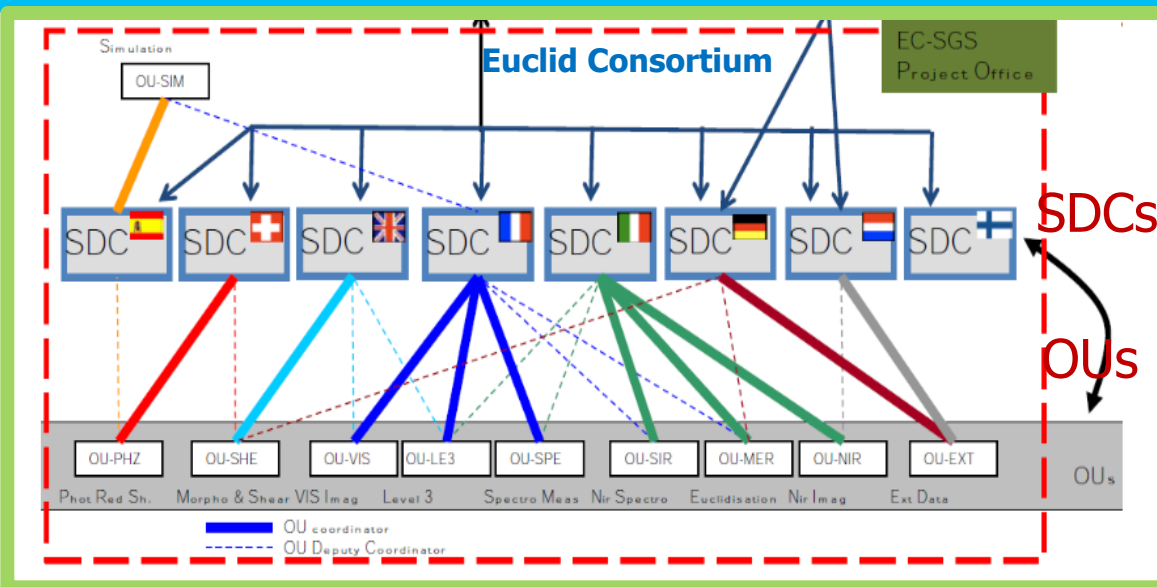 Simulation
OU-SIM
Euclid Consortium
EC-SGS
Project Office
SDC
SDC
SDC
SDC
SDC
SDC
SDC
SDC
SDCs
OUs
OU-PHZ
OU-SHE
OU-VIS
OU-LE3
OU-SPE
OU-SIR
OU-MER
OU-NIR
OU-EXT
OUs
Phot Red Sh.
Morpho & Shear
VIS Imag
Level 3
Spectro Meas
Nir Spectro
Euclidisation
Nir Imag
Ext Data
OU coordinator
OU Deputy Coordinator